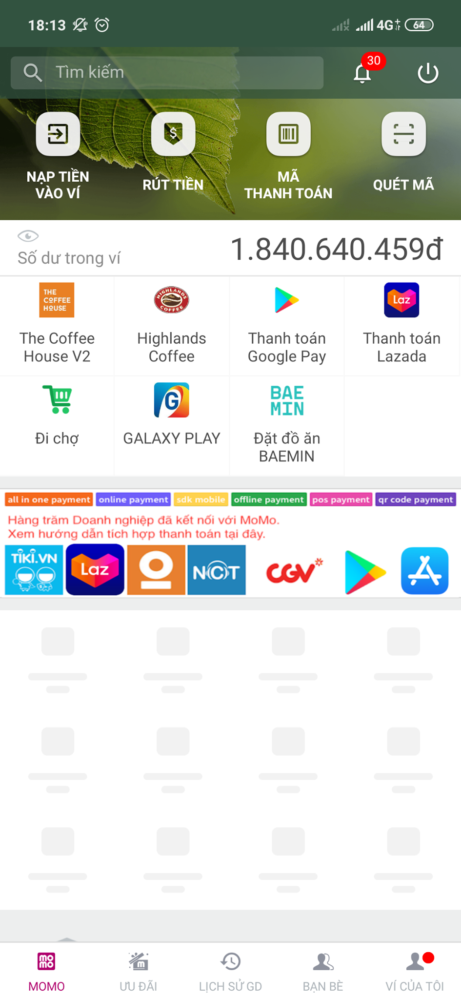 18:13 4G+ 64
Tìm kiếm
30
NẠP TIỀN
VÀO VÍ
RÚT TIỀN
MÃ
THANH TOÁN
QUÉT MÃ
$
Số dư trong ví
1.840.640.459đ
THE
COFFEE
HOUSE
HIGHLANDS
COFFEE
Laz
The Coffee
House V2
Highlands
Coffee
Thanh toán
Google Pay
Thanh toán
Lazada
G
BAE
MIN
Đi chợ
GALAXY PLAY
Đặt đồ ăn
BAEMIN
all in one payment online payment sdk mobile offline payment pos payment qr code payment
Hàng trăm Doanh nghiệp đã kết nối với MoMo.
Xem hướng dẫn tích hợp thanh toán tại đây.
TIKI.VN Laz NCT CGV
mo
mo
m
MOMO
ƯU ĐÃI
LỊCH SỬ GD
BẠN BÈ
VÍ CỦA TÔI